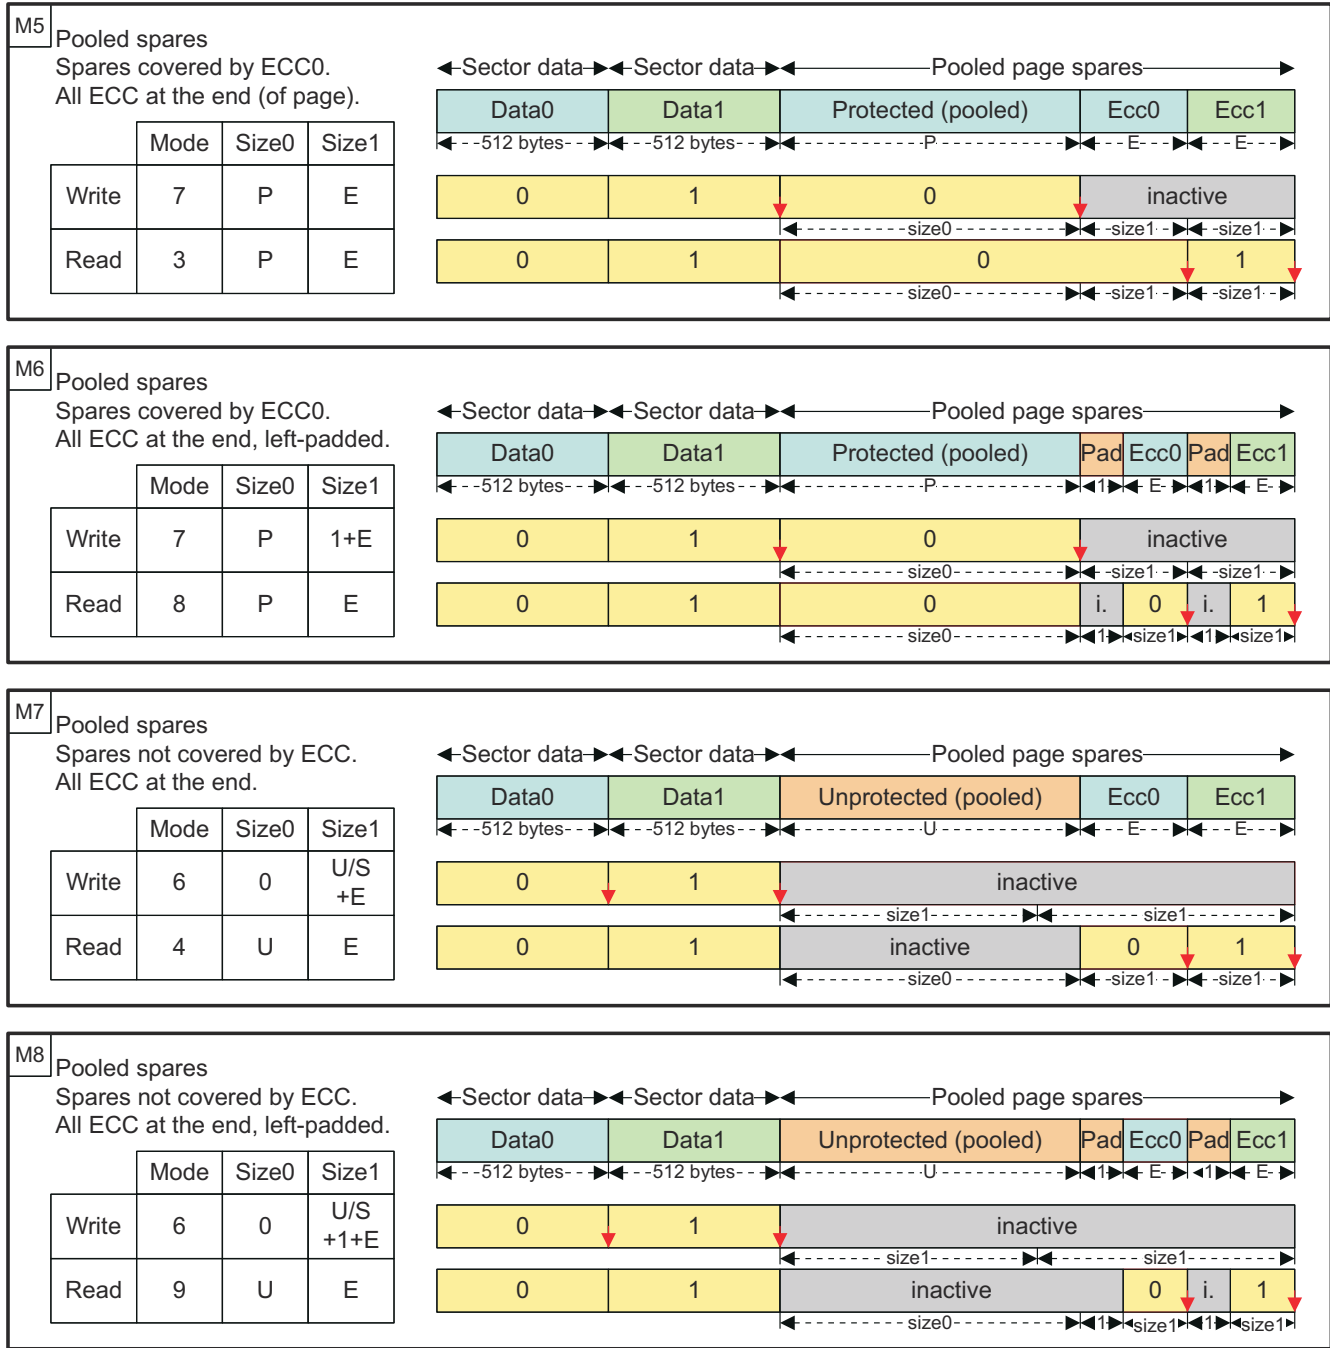 M5
Pooled spares
Spares covered by ECC0.
All ECC at the end (of page).
Mode Size0 Size1
Write 7 P E
Read 3 P E
Sector data Sector data Pooled page spares
Data0 Data1 Protected (pooled) Ecc0 Ecc1
512 bytes 512 bytes P E E
0 1 0 inactive
size0 size1 size1
0 1 0 1
size0 size1 size1
M6
Pooled spares
Spares covered by ECC0.
All ECC at the end, left-padded.
Mode Size0 Size1
Write 7 P 1+E
Read 8 P E
Sector data Sector data Pooled page spares
Data0 Data1 Protected (pooled) Pad Ecc0 Pad Ecc1
512 bytes 512 bytes P 1 E 1 E
0 1 0 inactive
size0 size1 size1
0 1 0 i. 0 i. 1
size0 1 size1 1 size1
M7
Pooled spares
Spares not covered by ECC.
All ECC at the end.
Mode Size0 Size1
Write 6 0 U/S
+E
Read 4 U E
Sector data Sector data Pooled page spares
Data0 Data1 Unprotected (pooled) Ecc0 Ecc1
512 bytes 512 bytes U E E
0 1 inactive
size1 size1
0 1 inactive 0 1
size0 size1 size1
M8
Pooled spares
Spares not covered by ECC.
All ECC at the end, left-padded.
Mode Size0 Size1
Write 6 0 U/S
+1+E
Read 9 U E
Sector data Sector data Pooled page spares
Data0 Data1 Unprotected (pooled) Pad Ecc0 Pad Ecc1
512 bytes 512 bytes U 1 E 1 E
0 1 inactive
size1 size1
0 1 inactive 0 i. 1
size0 1 size1 1 size1